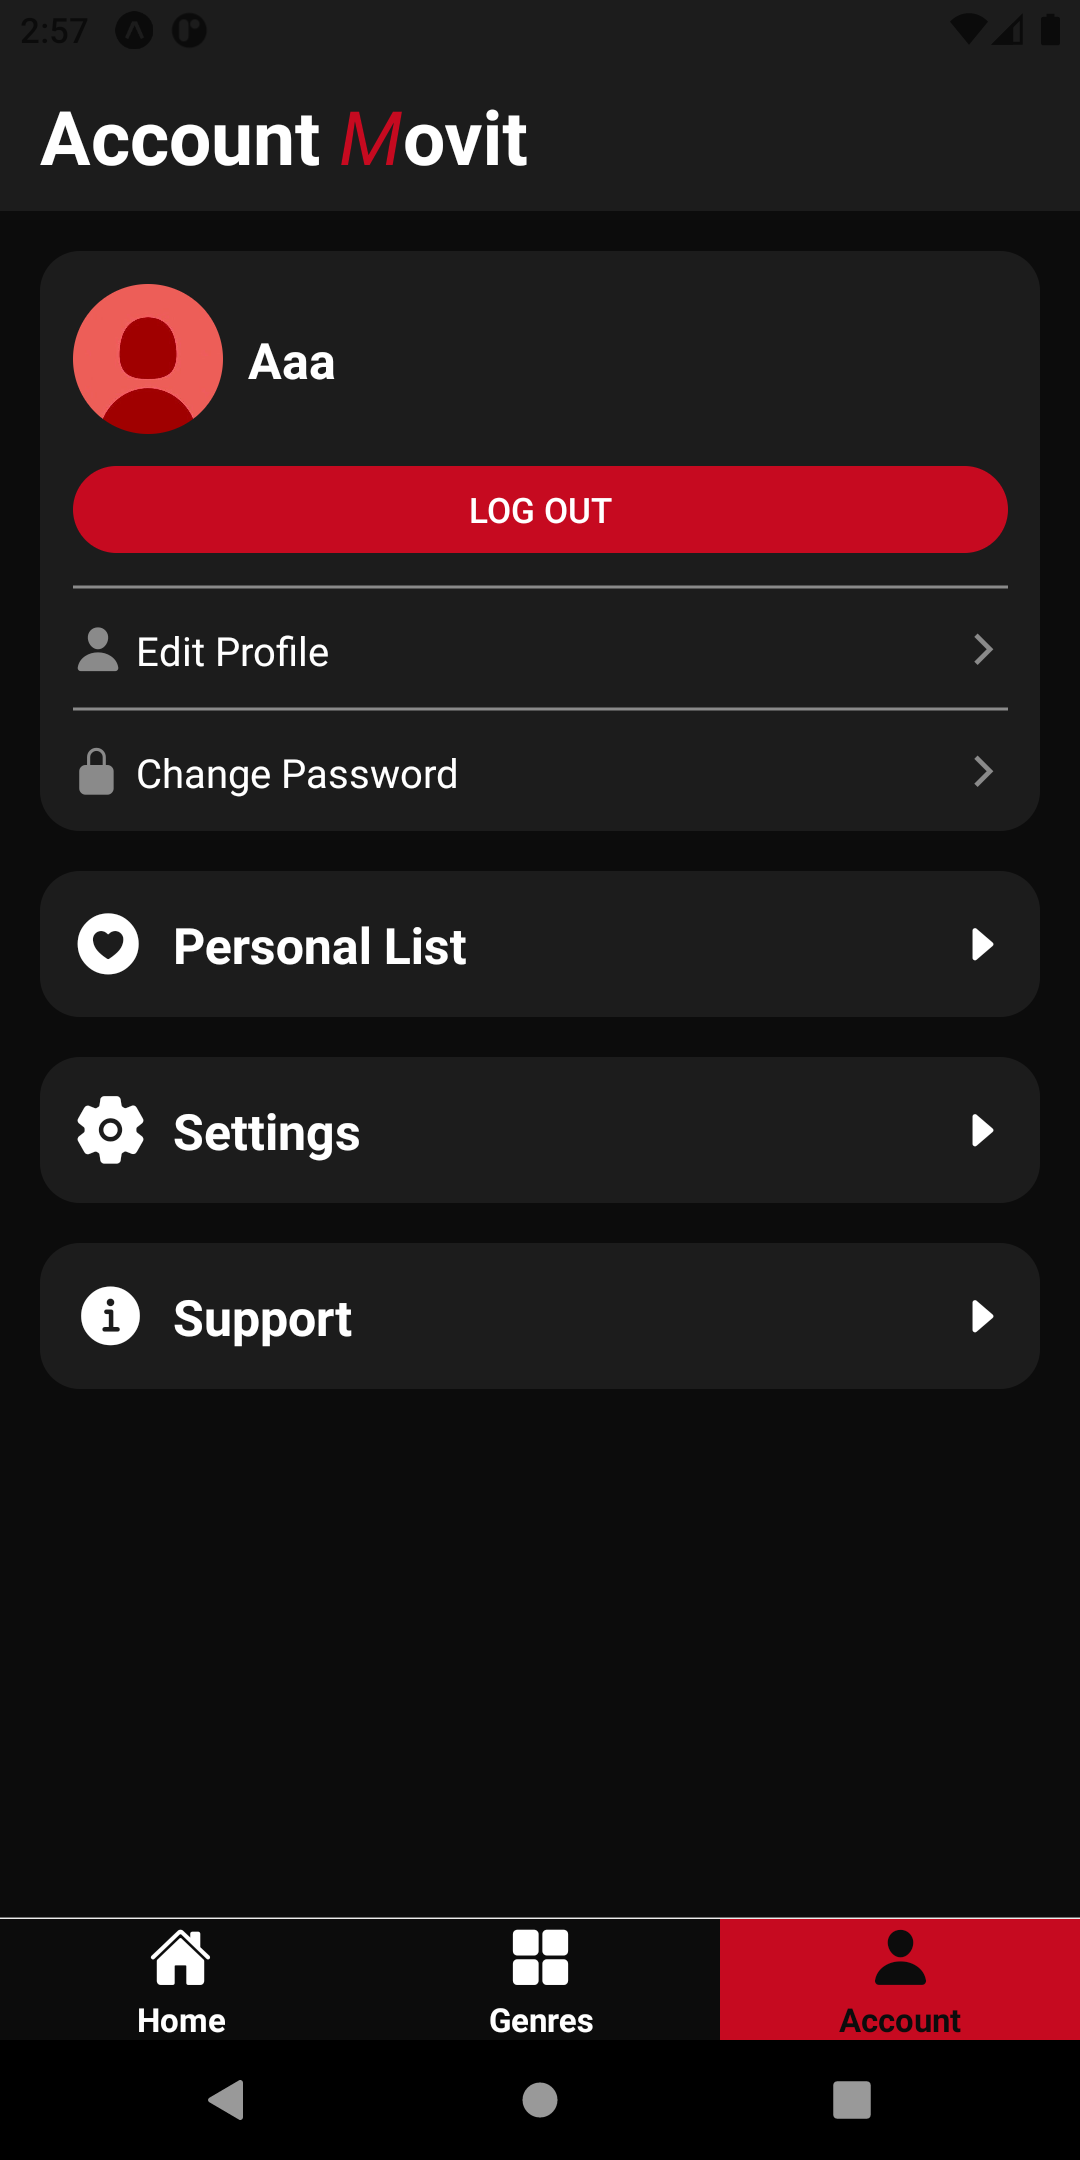 2:57
Account Movit
Aaa
LOG OUT
Edit Profile
Change Password
Personal List
Settings
Support
Home
Genres
Account